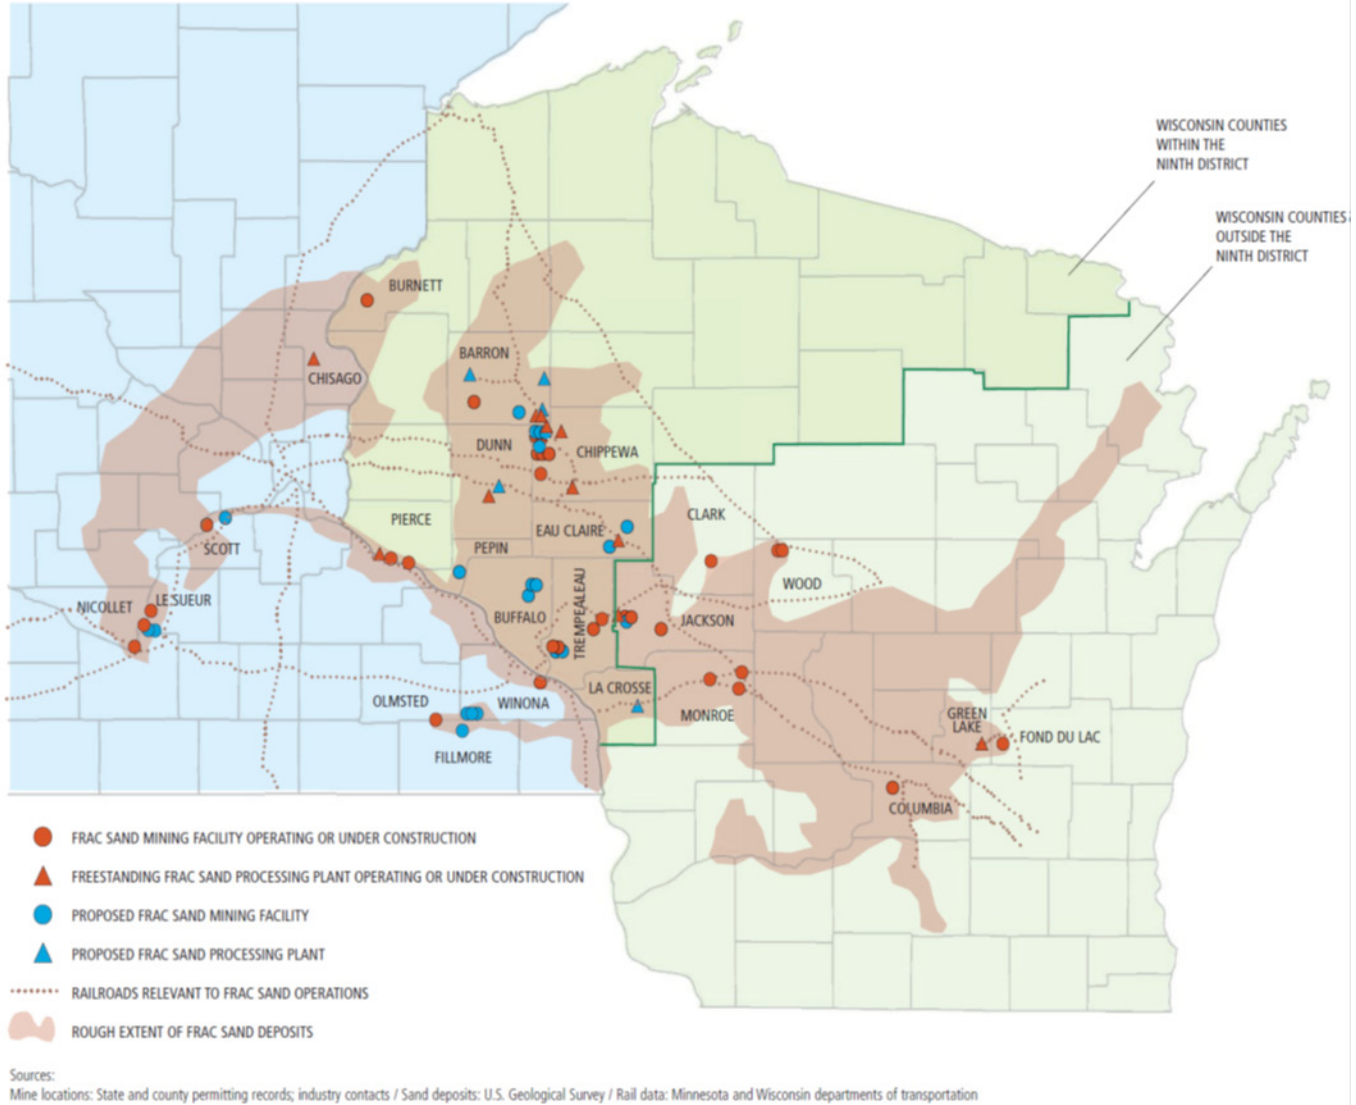 WISCONSIN COUNTIES
WITHIN THE
NINTH DISTRICT
WISCONSIN COUNTIES
OUTSIDE THE
NINTH DISTRICT
BURNETT
BARRON
CHISAGO
DUNN
CHIPPEWA
CLARK
PIERCE
EAU CLAIRE
SCOTT
PEPIN
WOOD
TREMPEALEAU
NICOLLET
LE SUEUR
BUFFALO
JACKSON
LA CROSSE
OLMSTED
WINONA
MONROE
GREEN
LAKE
FOND DU LAC
FILLMORE
COLUMBIA
FRAC SAND MINING FACILITY OPERATING OR UNDER CONSTRUCTION
FREESTANDING FRAC SAND PROCESSING PLANT OPERATING OR UNDER CONSTRUCTION
PROPOSED FRAC SAND MINING FACILITY
PROPOSED FRAC SAND PROCESSING PLANT
RAILROADS RELEVANT TO FRAC SAND OPERATIONS
ROUGH EXTENT OF FRAC SAND DEPOSITS
Sources:
Mine locations: State and county permitting records; industry contacts / Sand deposits: U.S. Geological Survey / Rail data: Minnesota and Wisconsin departments of transportation